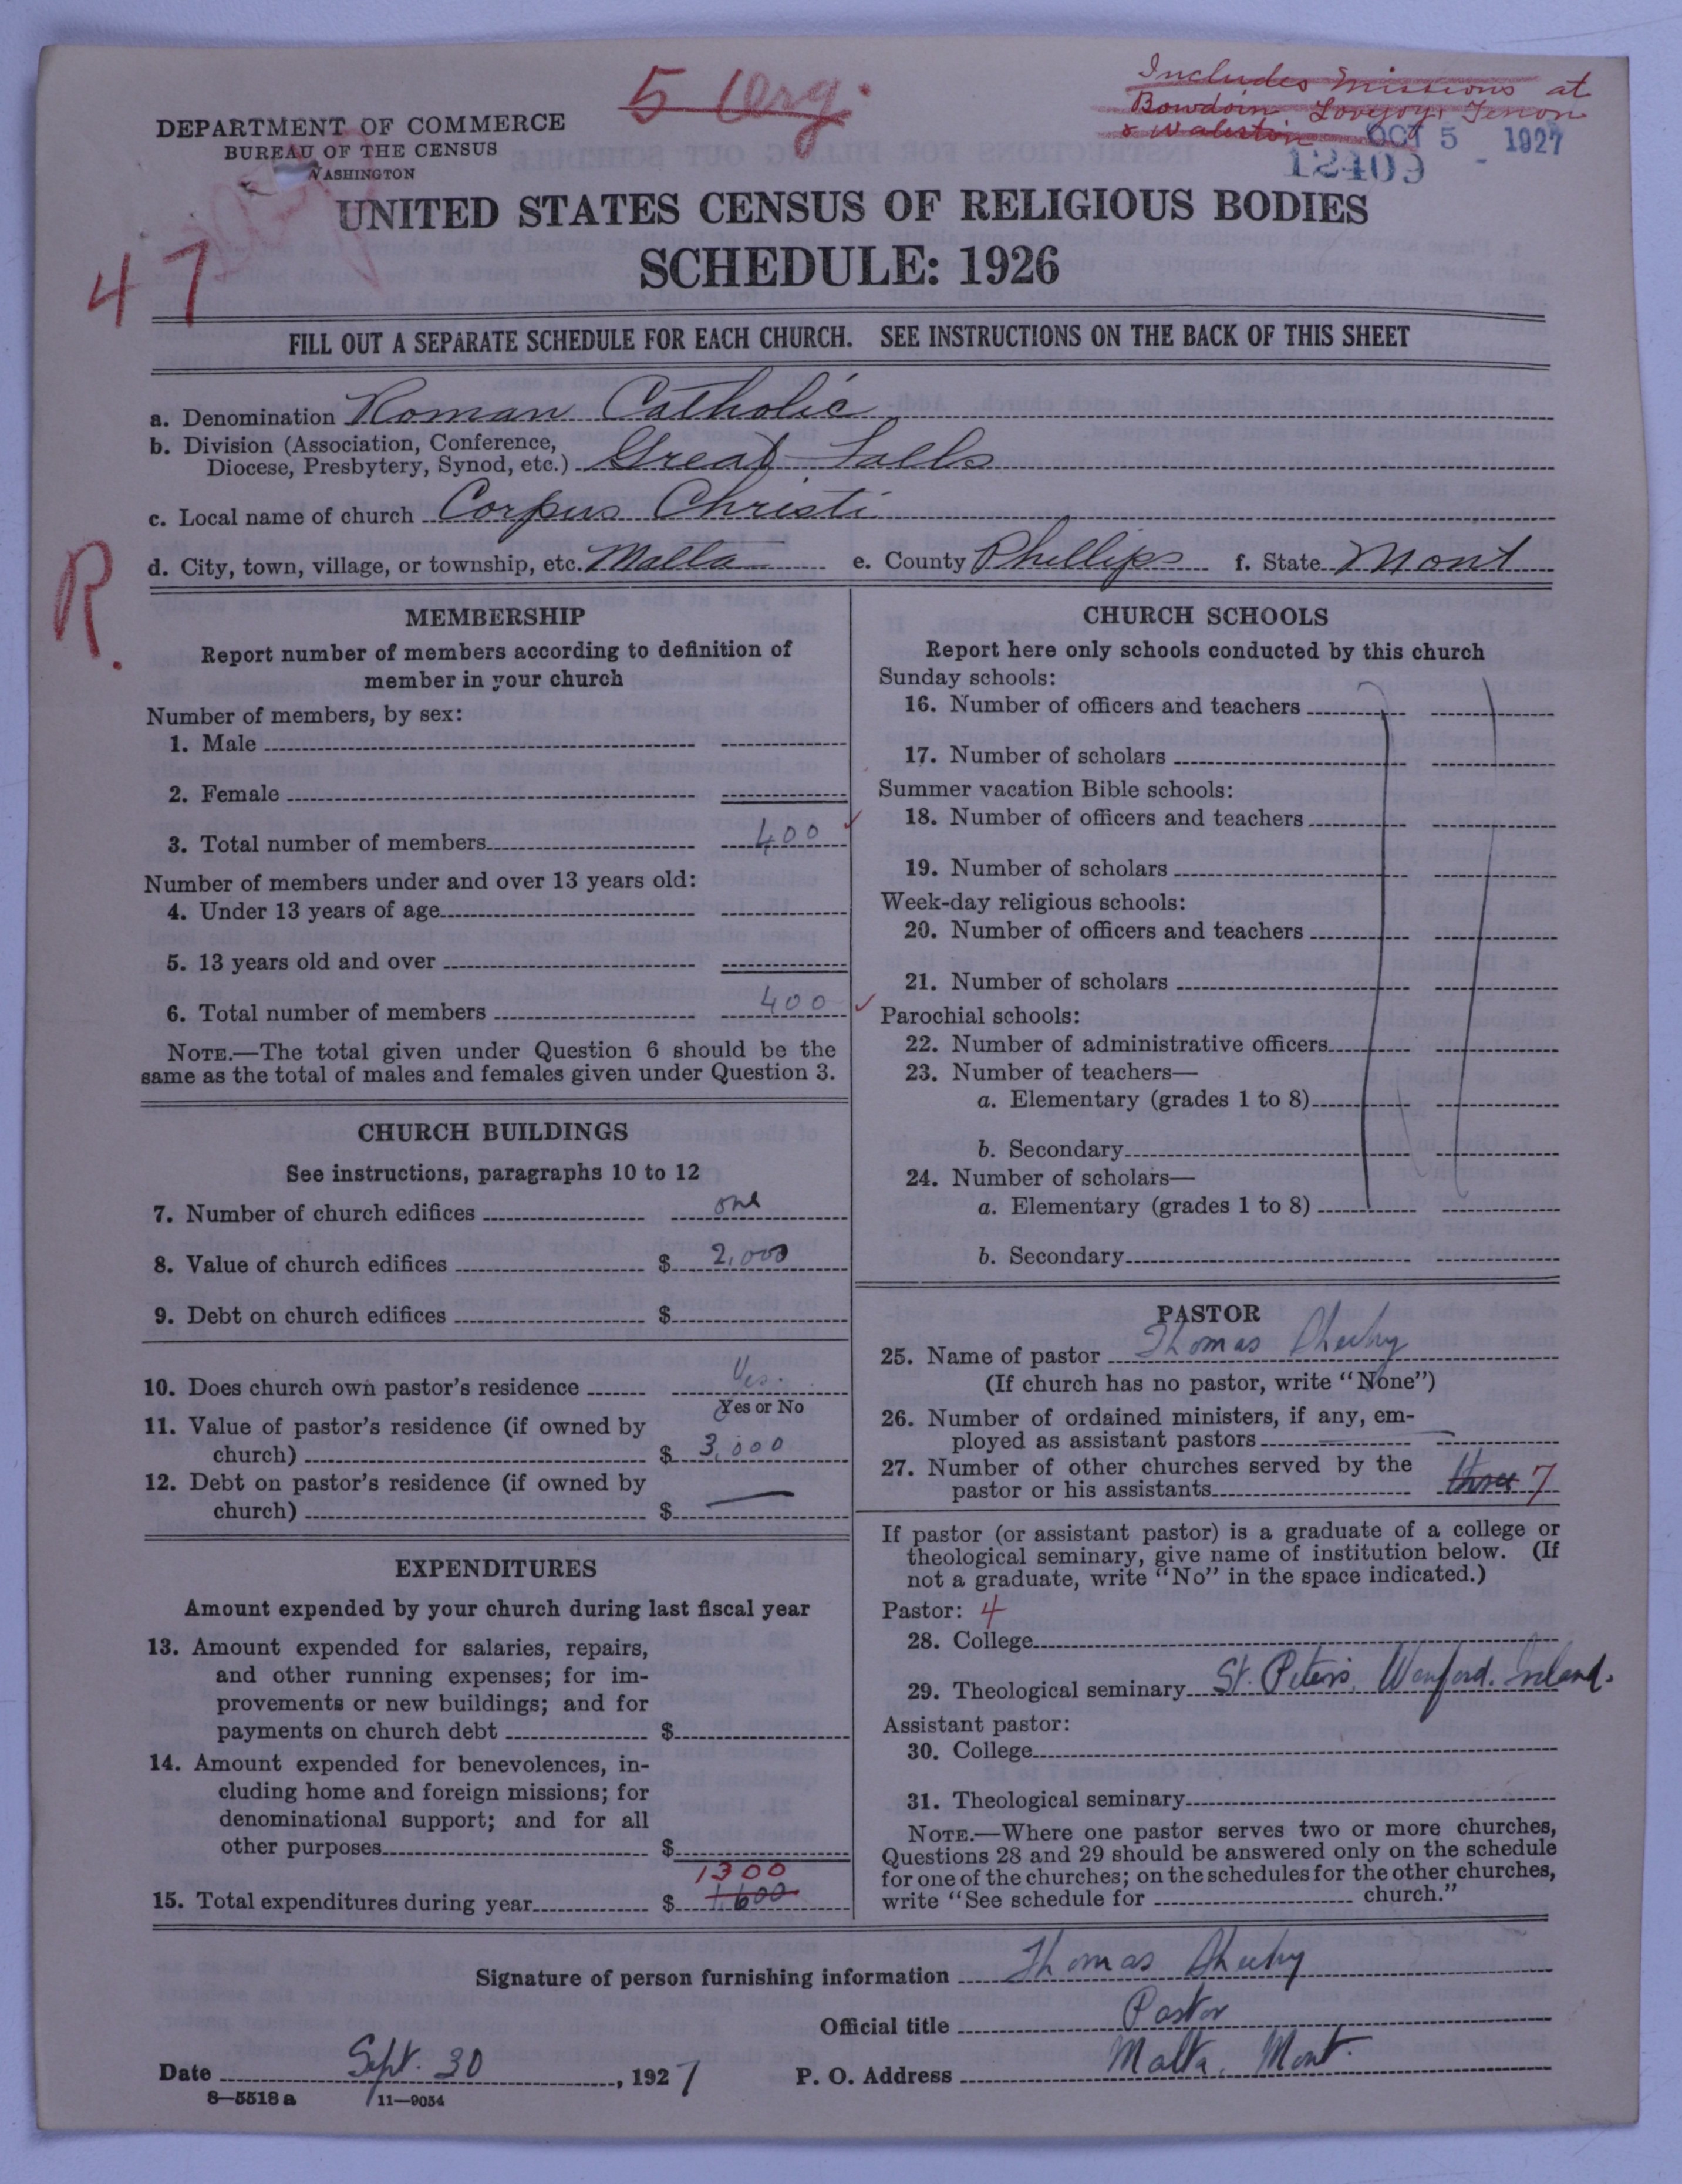 5 Org.
Includes missions at
Bowdoin Lovejoy
OCT 5 1927
12409
DEPARTMENT OF COMMERCE
BUREAU OF THE CENSUS
WASHINGTON
UNITED STATES CENSUS OF RELIGIOUS BODIES
SCHEDULE: 1926
47
FILL OUT A SEPARATE SCHEDULE FOR EACH CHURCH. SEE INSTRUCTIONS ON THE BACK OF THIS SHEET
a. Denomination Roman Catholic
b. Division (Association, Conference,
Diocese, Presbytery, Synod, etc.) Great Falls
c. Local name of church Corpus Christi
d. City, town, village, or township, etc. Malta e. County Phillips f. State Mont
R.
MEMBERSHIP
Report number of members according to definition of
member in your church
Number of members, by sex:
1. Male
2. Female
3. Total number of members 400
Number of members under and over 13 years old:
4. Under 13 years of age
5. 13 years old and over
6. Total number of members 400
NOTE.—The total given under Question 6 should be the
same as the total of males and females given under Question 3.
CHURCH BUILDINGS
See instructions, paragraphs 10 to 12
7. Number of church edifices one
8. Value of church edifices $ 2,000
9. Debt on church edifices $
10. Does church own pastor's residence Yes.
Yes or No
11. Value of pastor's residence (if owned by
church) $ 3,000
12. Debt on pastor's residence (if owned by
church) $ —
EXPENDITURES
Amount expended by your church during last fiscal year
13. Amount expended for salaries, repairs,
and other running expenses; for im-
provements or new buildings; and for
payments on church debt $
14. Amount expended for benevolences, in-
cluding home and foreign missions; for
denominational support; and for all
other purposes $
1300
15. Total expenditures during year $ 1,600
CHURCH SCHOOLS
Report here only schools conducted by this church
Sunday schools:
16. Number of officers and teachers
17. Number of scholars
Summer vacation Bible schools:
18. Number of officers and teachers
19. Number of scholars
Week-day religious schools:
20. Number of officers and teachers
21. Number of scholars
Parochial schools:
22. Number of administrative officers
23. Number of teachers—
a. Elementary (grades 1 to 8)
b. Secondary
24. Number of scholars—
a. Elementary (grades 1 to 8)
b. Secondary
PASTOR
25. Name of pastor Thomas Sheehy
(If church has no pastor, write "None")
26. Number of ordained ministers, if any, em-
ployed as assistant pastors
27. Number of other churches served by the
pastor or his assistants three 7
If pastor (or assistant pastor) is a graduate of a college or
theological seminary, give name of institution below. (If
not a graduate, write "No" in the space indicated.)
Pastor: 4
28. College
29. Theological seminary St. Peter's, Wexford. Ireland.
Assistant pastor:
30. College
31. Theological seminary
NOTE.—Where one pastor serves two or more churches,
Questions 28 and 29 should be answered only on the schedule
for one of the churches; on the schedules for the other churches,
write "See schedule for church."
Signature of person furnishing information Thomas Sheehy
Official title Pastor
Date Sept. 30, 1927 P. O. Address Malta, Mont.
8—5518 a 11—9054